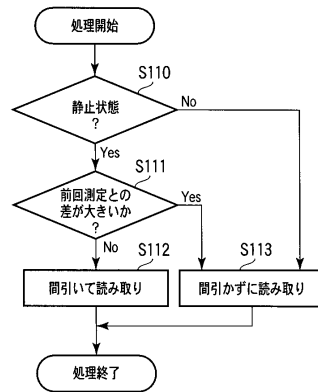 処理開始
S110
静止状態
?
No
Yes
S111
前回測定との
差が大きいか
?
Yes
No
S112
間引いて読み取り
S113
間引かずに読み取り
処理終了